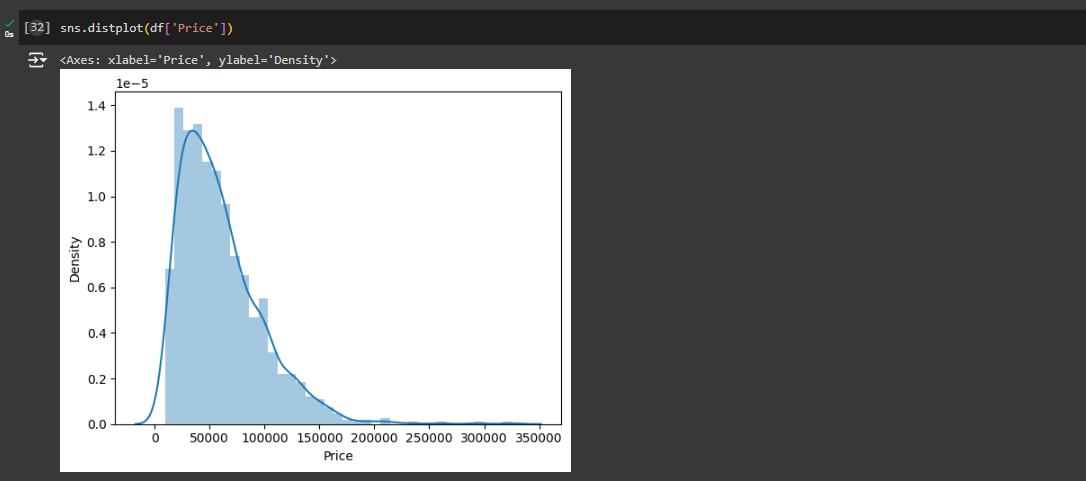 [32] sns.distplot(df['Price'])
0s
<Axes: xlabel='Price', ylabel='Density'>
1e-5
1.4
1.2
1.0
0.8
0.6
0.4
0.2
0.0
Density
0 50000 100000 150000 200000 250000 300000 350000
Price